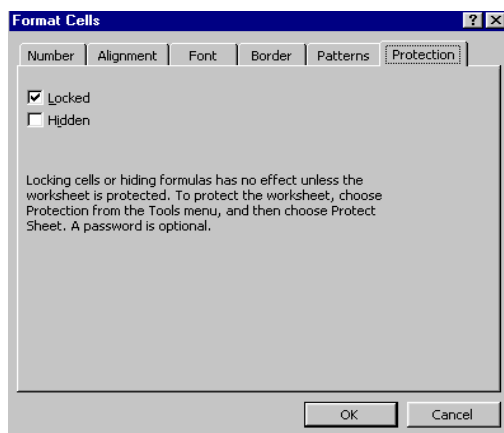 Format Cells
Number Alignment Font Border Patterns Protection
Locked
Hidden
Locking cells or hiding formulas has no effect unless the
worksheet is protected. To protect the worksheet, choose
Protection from the Tools menu, and then choose Protect
Sheet. A password is optional.
OK Cancel